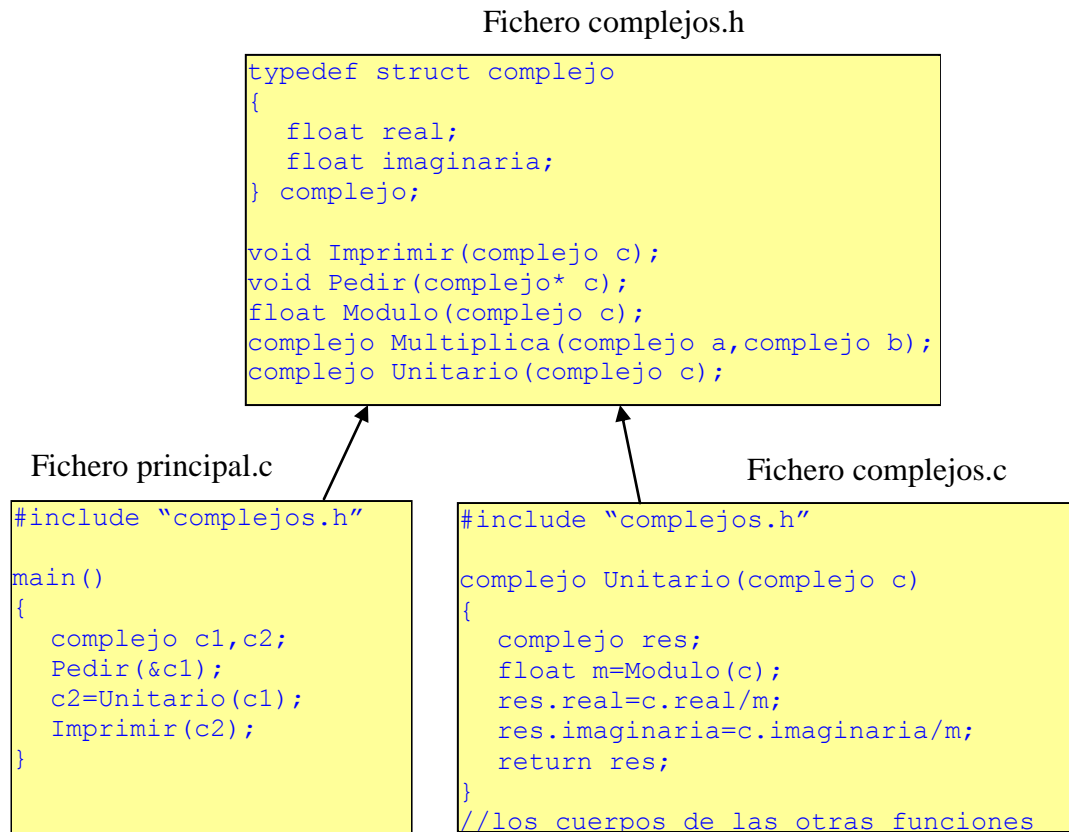 Fichero complejos.h
typedef struct complejo
{
float real;
float imaginaria;
} complejo;
void Imprimir(complejo c);
void Pedir(complejo* c);
float Modulo(complejo c);
complejo Multiplica(complejo a,complejo b);
complejo Unitario(complejo c);
Fichero principal.c
#include “complejos.h”
main()
{
complejo c1,c2;
Pedir(&c1);
c2=Unitario(c1);
Imprimir(c2);
}
Fichero complejos.c
#include “complejos.h”
complejo Unitario(complejo c)
{
complejo res;
float m=Modulo(c);
res.real=c.real/m;
res.imaginaria=c.imaginaria/m;
return res;
}
//los cuerpos de las otras funciones